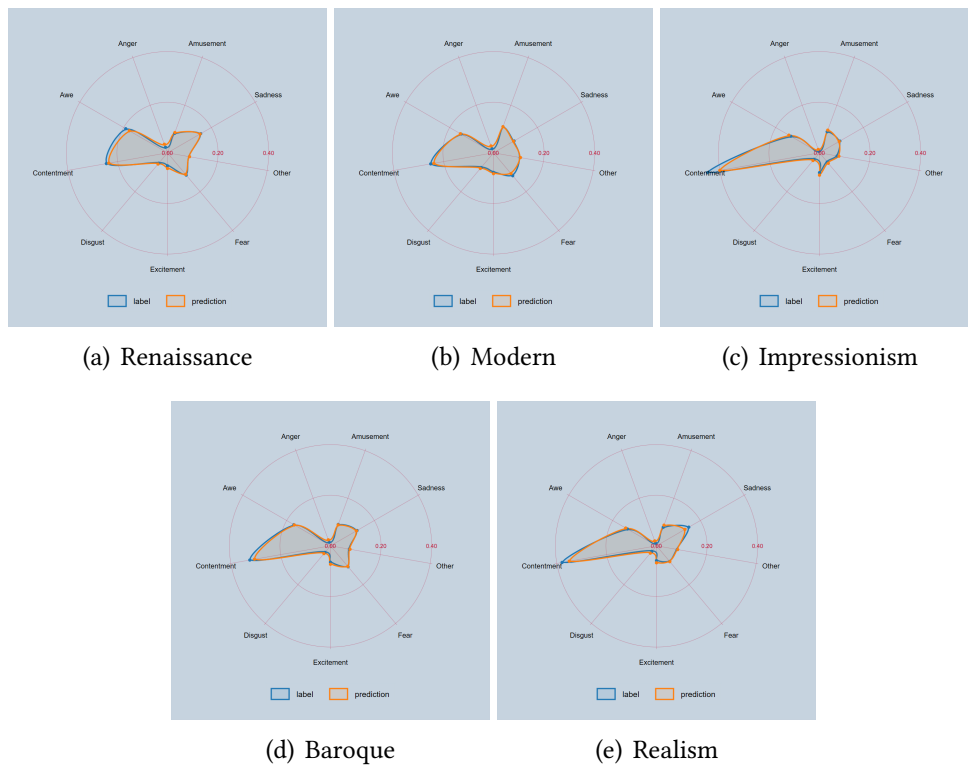 Anger Amusement
Awe Sadness
0.00 0.20 0.40
Contentment Other
Disgust Fear
Excitement
label prediction
(a) Renaissance
Anger Amusement
Awe Sadness
0.00 0.20 0.40
Contentment Other
Disgust Fear
Excitement
label prediction
(b) Modern
Anger Amusement
Awe Sadness
0.00 0.20 0.40
Contentment Other
Disgust Fear
Excitement
label prediction
(c) Impressionism
Anger Amusement
Awe Sadness
0.00 0.20 0.40
Contentment Other
Disgust Fear
Excitement
label prediction
(d) Baroque
Anger Amusement
Awe Sadness
0.00 0.20 0.40
Contentment Other
Disgust Fear
Excitement
label prediction
(e) Realism